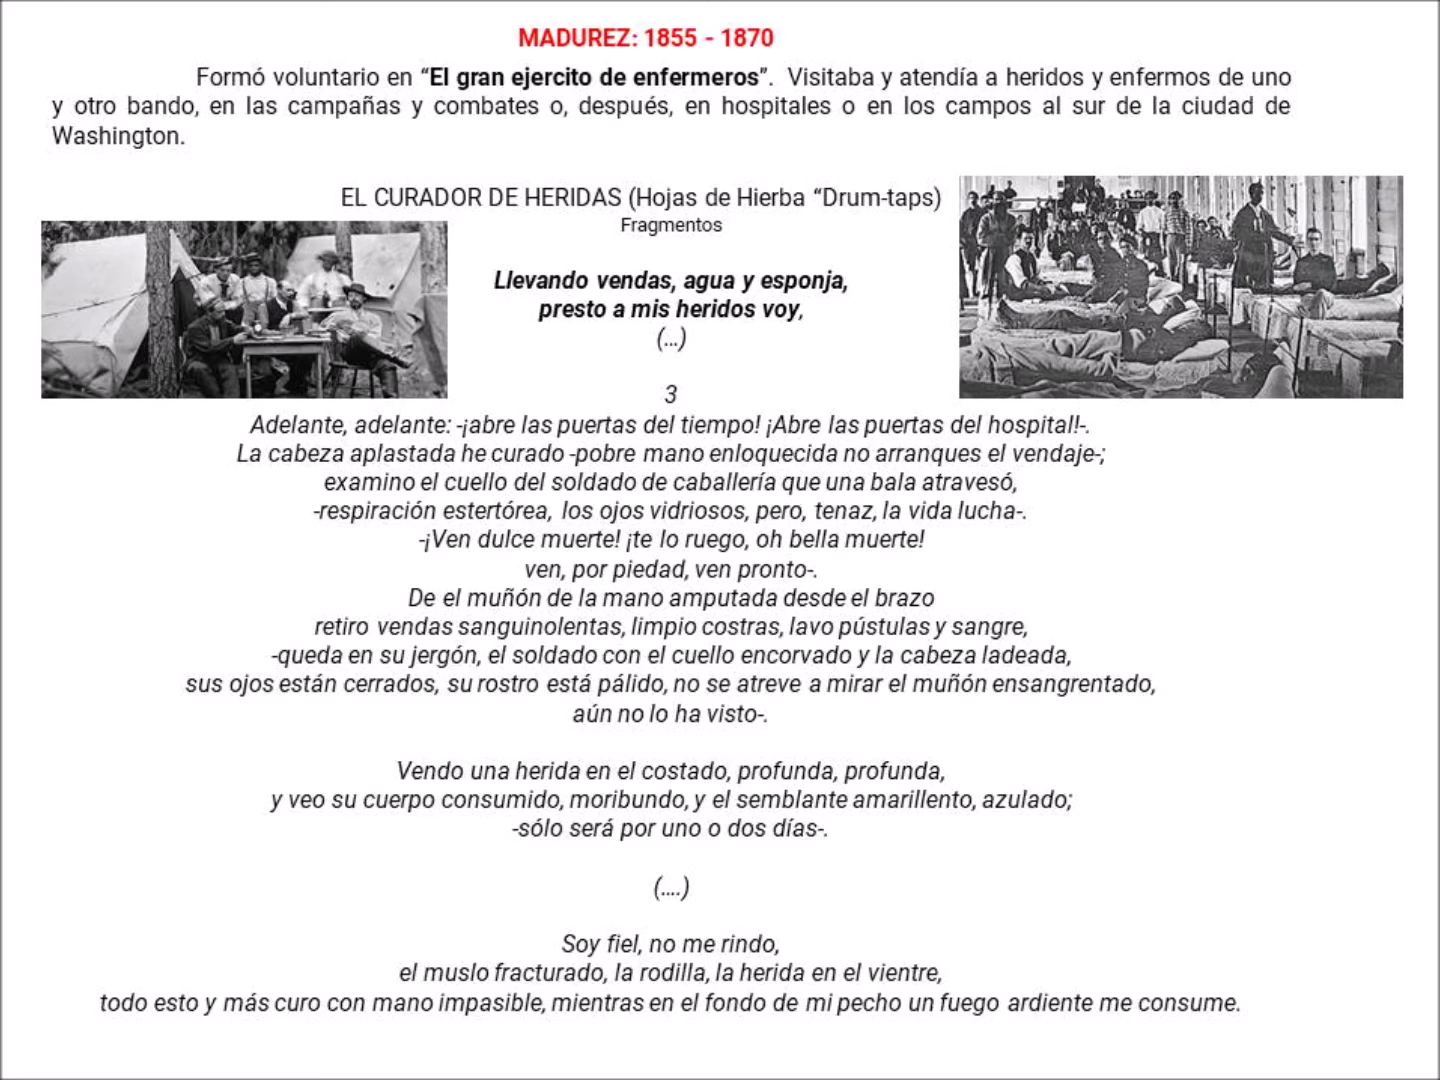 MADUREZ: 1855 - 1870
Formó voluntario en “El gran ejercito de enfermeros”. Visitaba y atendía a heridos y enfermos de uno
y otro bando, en las campañas y combates o, después, en hospitales o en los campos al sur de la ciudad de
Washington.
EL CURADOR DE HERIDAS (Hojas de Hierba “Drum-taps)
Fragmentos
Llevando vendas, agua y esponja,
presto a mis heridos voy,
(...)
3
Adelante, adelante: -¡abre las puertas del tiempo! ¡Abre las puertas del hospital!-.
La cabeza aplastada he curado -pobre mano enloquecida no arranques el vendaje-;
examino el cuello del soldado de caballería que una bala atravesó,
-respiración estertórea, los ojos vidriosos, pero, tenaz, la vida lucha-.
-¡Ven dulce muerte! ¡te lo ruego, oh bella muerte!
ven, por piedad, ven pronto-.
De el muñón de la mano amputada desde el brazo
retiro vendas sanguinolentas, limpio costras, lavo pústulas y sangre,
-queda en su jergón, el soldado con el cuello encorvado y la cabeza ladeada,
sus ojos están cerrados, su rostro está pálido, no se atreve a mirar el muñón ensangrentado,
aún no lo ha visto-.
Vendo una herida en el costado, profunda, profunda,
y veo su cuerpo consumido, moribundo, y el semblante amarillento, azulado;
-sólo será por uno o dos días-.
(....)
Soy fiel, no me rindo,
el muslo fracturado, la rodilla, la herida en el vientre,
todo esto y más curo con mano impasible, mientras en el fondo de mi pecho un fuego ardiente me consume.